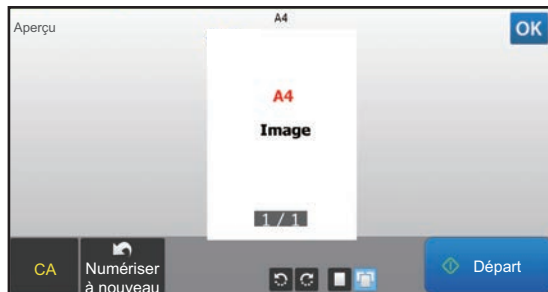 A4
Aperçu
OK
A4
Image
1 / 1
CA
Numériser
à nouveau
Départ